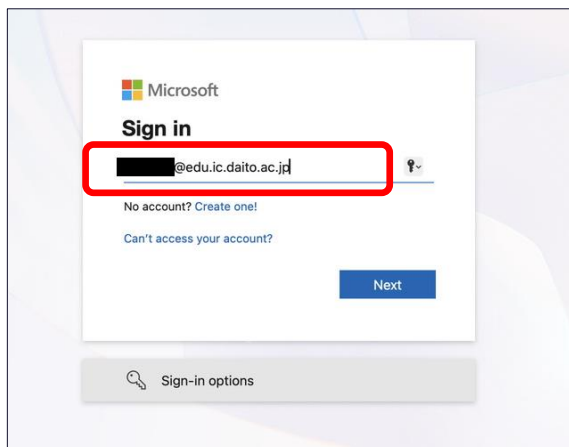 Microsoft
Sign in
@edu.ic.daito.ac.jp
No account? Create one!
Can't access your account?
Next
Sign-in options